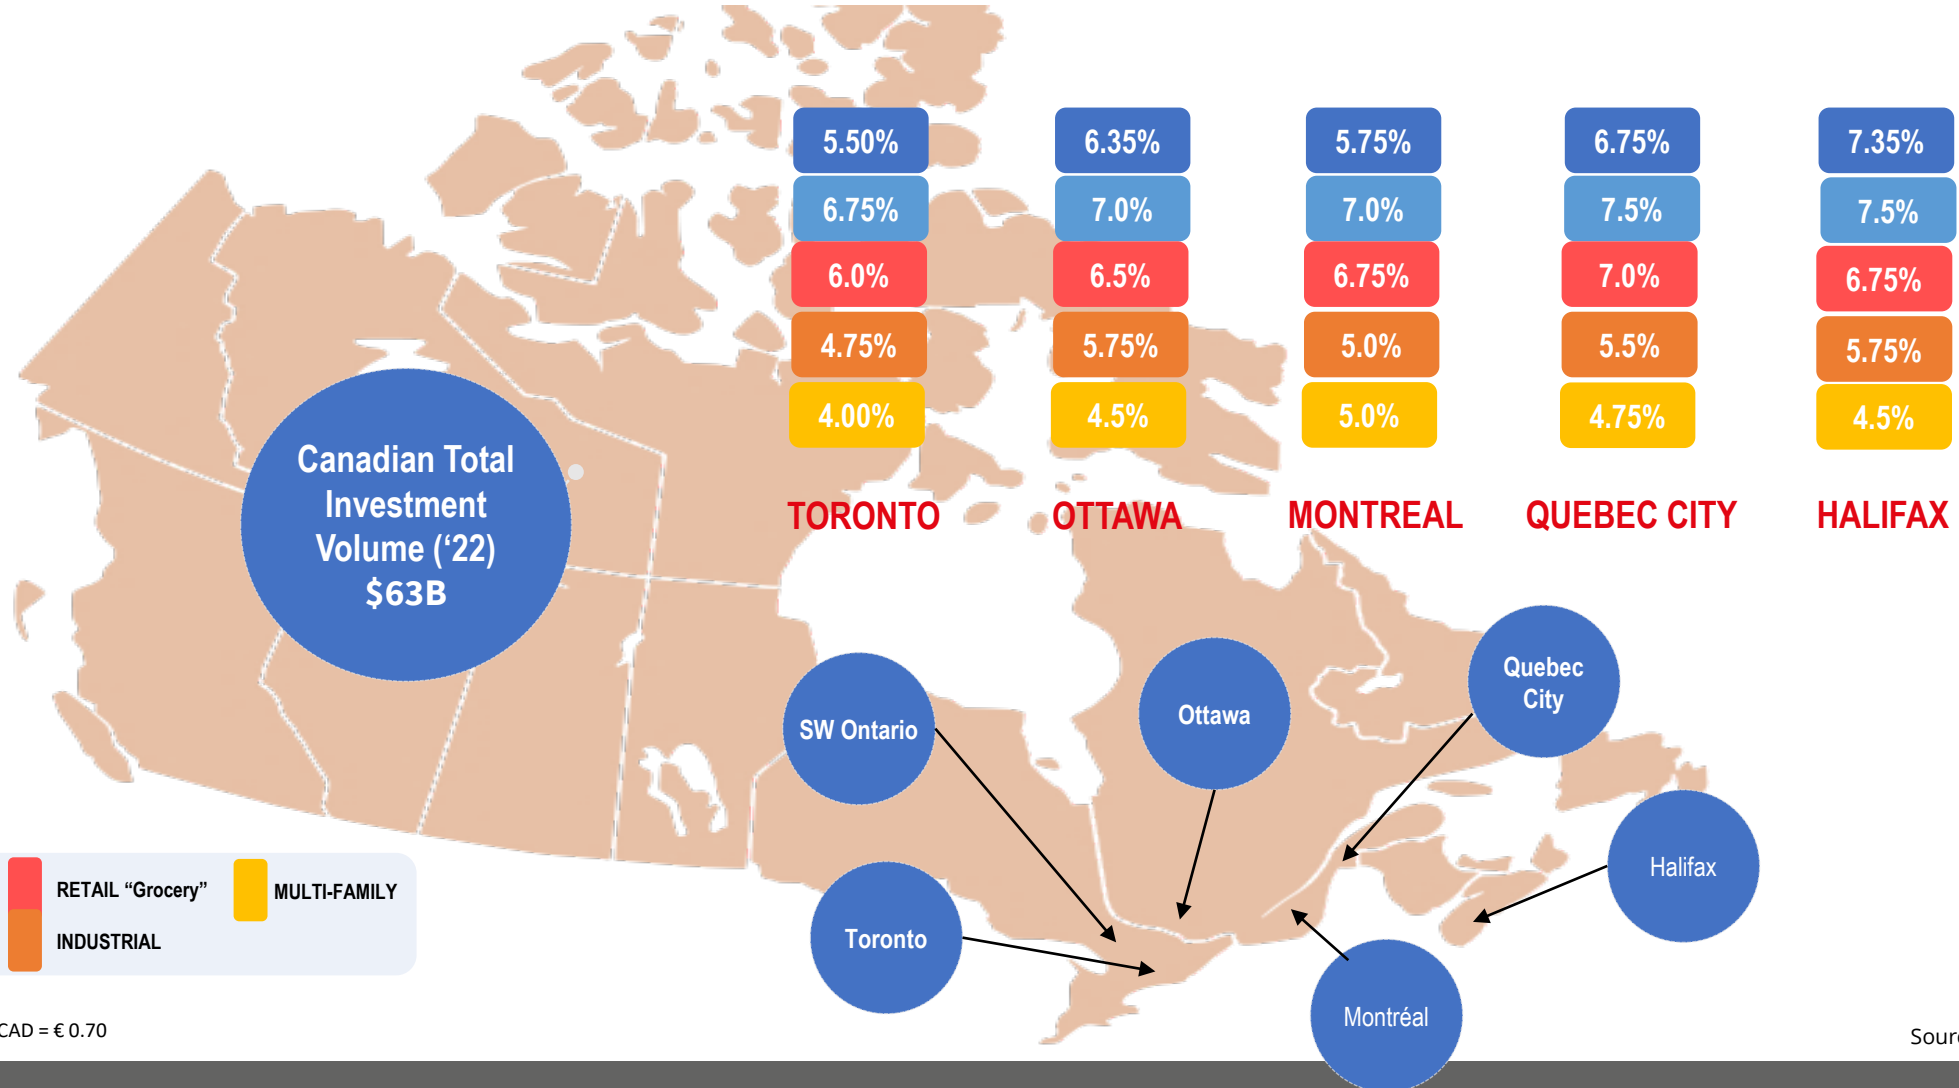 5.50%
6.35%
5.75%
6.75%
7.35%
6.75%
7.0%
7.0%
7.5%
7.5%
6.0%
6.5%
6.75%
7.0%
6.75%
4.75%
5.75%
5.0%
5.5%
5.75%
4.00%
4.5%
5.0%
4.75%
4.5%
TORONTO
OTTAWA
MONTREAL
QUEBEC CITY
HALIFAX
Canadian Total
Investment
Volume (‘22)
$63B
SW Ontario
Ottawa
Quebec
City
Toronto
Montréal
Halifax
RETAIL “Grocery”
MULTI-FAMILY
INDUSTRIAL
CAD = € 0.70